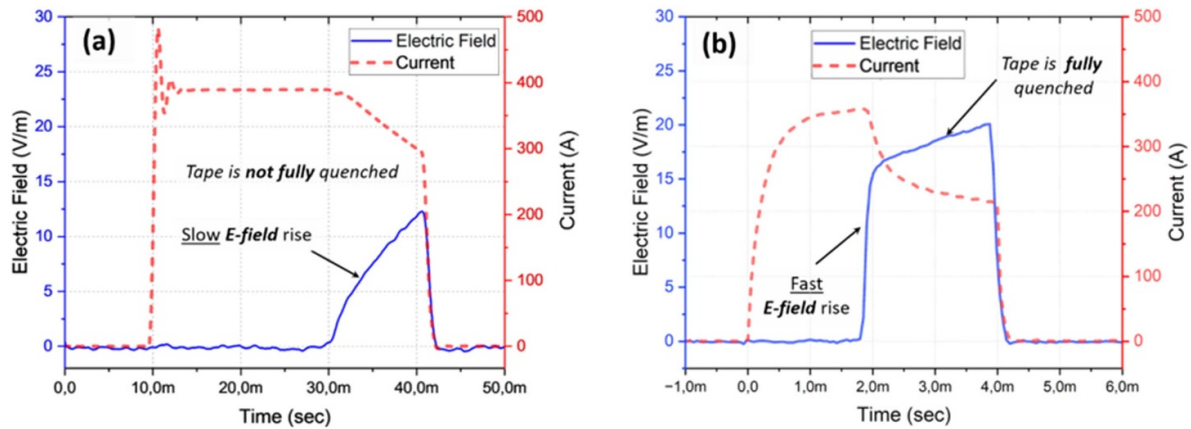 (a)
Electric Field
Current
Tape is not fully quenched
Slow E-field rise
Electric Field (V/m)
30
25
20
15
10
5
0
Current (A)
500
400
300
200
100
0
0,0
10,0m
20,0m
30,0m
40,0m
50,0m
Time (sec)
(b)
Electric Field
Current
Tape is fully
quenched
Fast
E-field rise
Electric Field (V/m)
30
25
20
15
10
5
0
Current (A)
500
400
300
200
100
0
−1,0m
0,0
1,0m
2,0m
3,0m
4,0m
5,0m
6,0m
Time (sec)